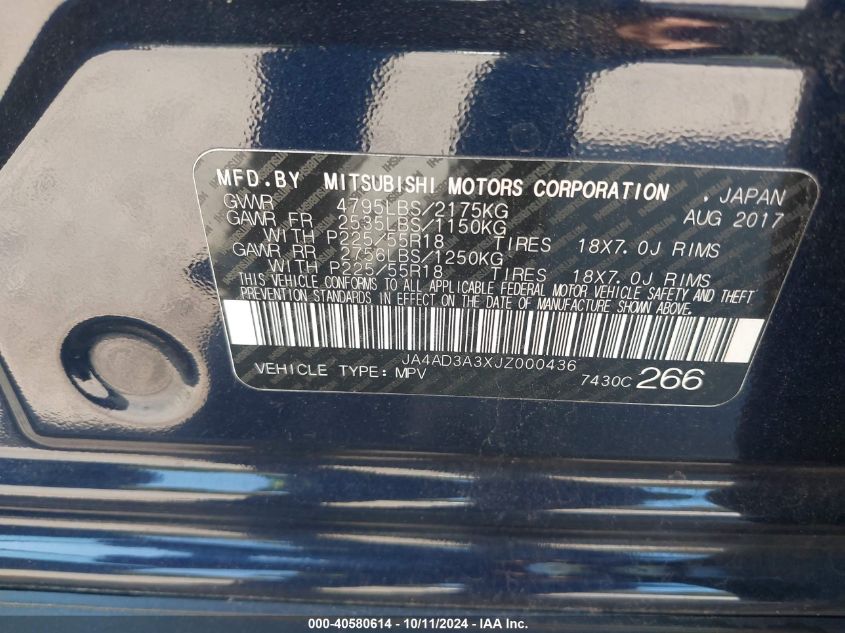 MFD.BY MITSUBISHI MOTORS CORPORATION , JAPAN
GVWR 4795LBS/2175KG AUG 2017
GAWR FR 2535LBS/1150KG
WITH P225/55R18 TIRES 18X7.0J RIMS
GAWR RR 2756LBS/1250KG
WITH P225/55R18 TIRES 18X7.0J RIMS
THIS VEHICLE CONFORMS TO ALL APPLICABLE FEDERAL MOTOR VEHICLE SAFETY AND THEFT
PREVENTION STANDARDS IN EFFECT ON THE DATE OF MANUFACTURE SHOWN ABOVE.
JA4AD3A3XJZ000436
VEHICLE TYPE: MPV 7430C 266
000-40580614 - 10/11/2024 - IAA Inc.